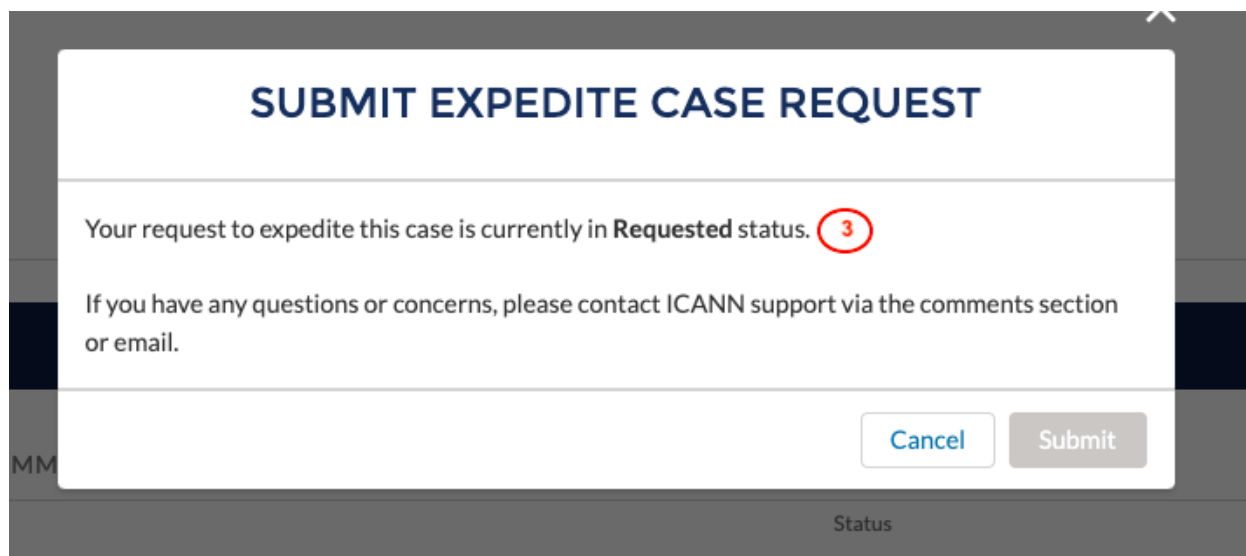 SUBMIT EXPEDITE CASE REQUEST
Your request to expedite this case is currently in Requested status. 3
If you have any questions or concerns, please contact ICANN support via the comments section
or email.
Cancel Submit
MM
Status